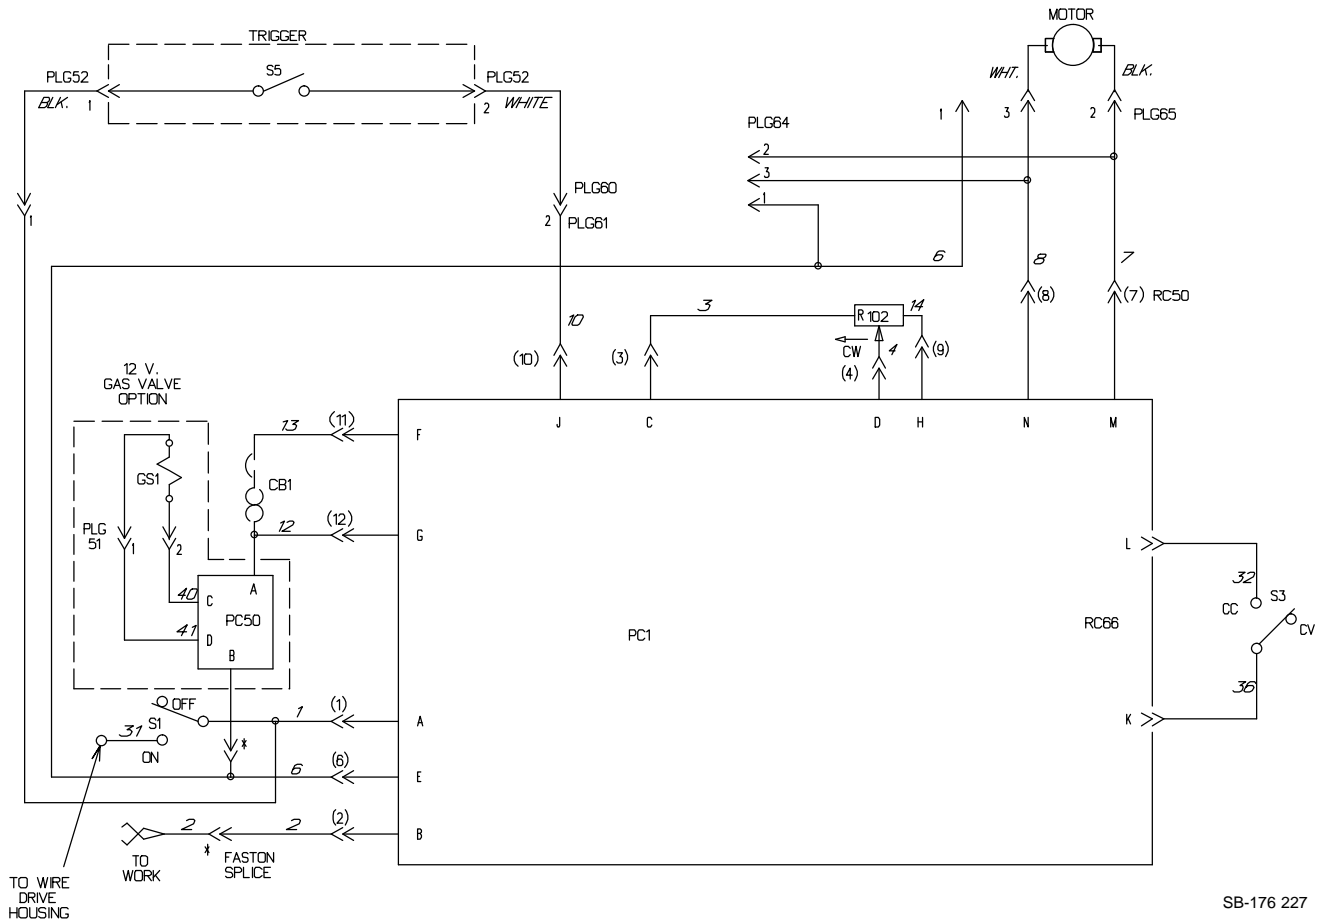 MOTOR
TRIGGER
PLG52
S5
PLG52
BLK.
1
2
WHITE
WHT.
BLK.
1
3
2
PLG65
PLG64
2
3
1
PLG60
1
2
PLG61
6
8
7
(8)
(7) RC50
10
3
R 102
14
(10)
(3)
CW
4
(9)
(4)
12 V.
GAS VALVE
OPTION
J
C
D
H
N
M
13
(11)
F
GS1
CB1
PLG
51
1
2
12
(12)
G
L
32
S3
CC
CV
40
C
A
PC50
41
D
B
PC1
RC66
36
K
OFF
S1
31
ON
1
(1)
A
*
6
(6)
E
2
2
(2)
B
*
FASTON
SPLICE
TO
WORK
TO WIRE
DRIVE
HOUSING
SB-176 227